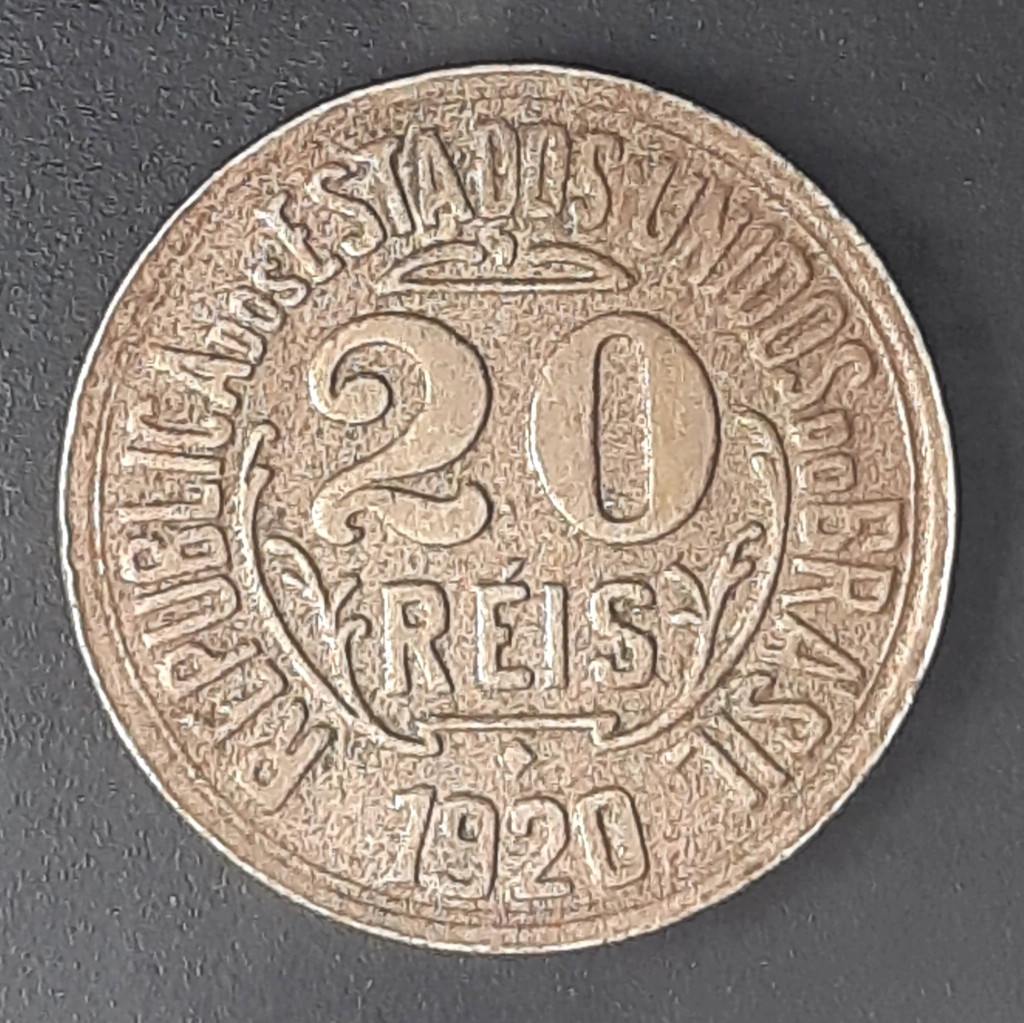 REPUBLICA DOS ESTADOS UNIDOS DO BRASIL
20
RÉIS
1920